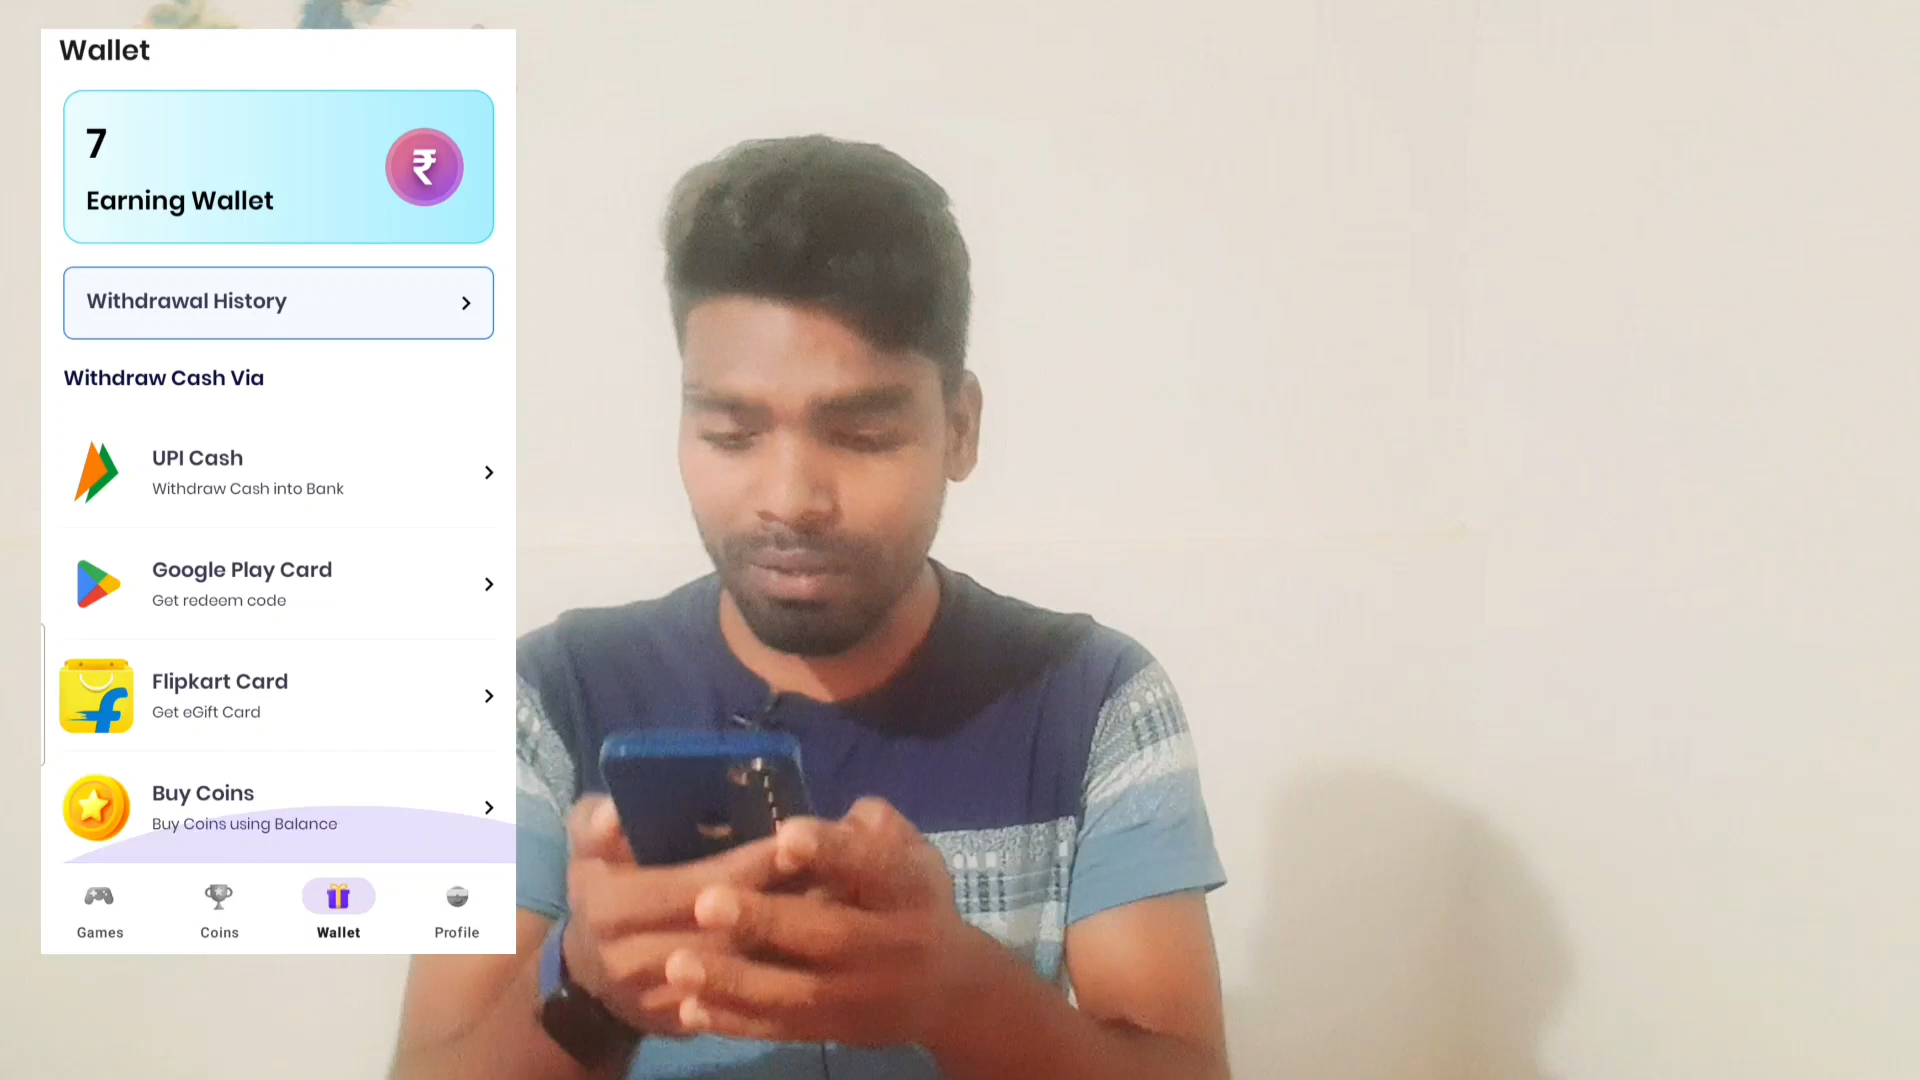 Wallet
7
₹
Earning Wallet
Withdrawal History
Withdraw Cash Via
UPI Cash
Withdraw Cash into Bank
Google Play Card
Get redeem code
Flipkart Card
Get eGift Card
Buy Coins
Buy Coins using Balance
Games
Coins
Wallet
Profile